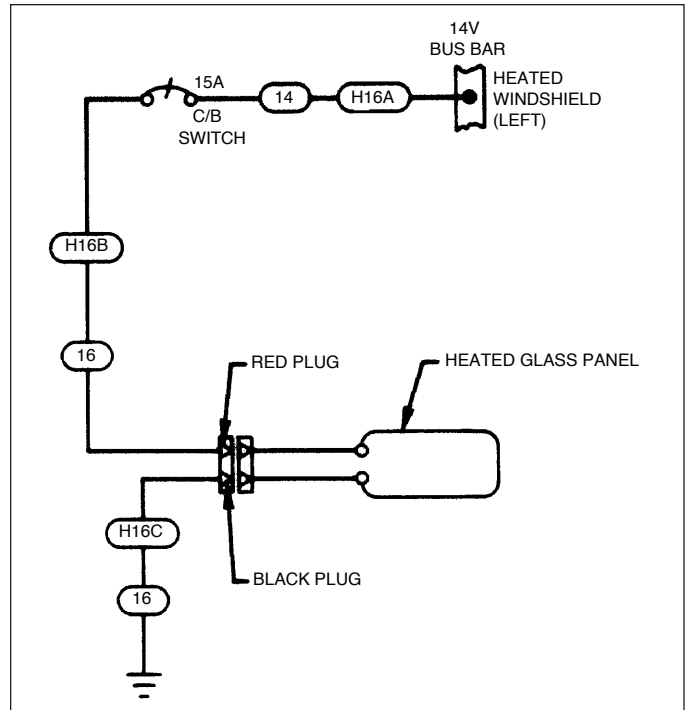 14V
BUS BAR
HEATED
WINDSHIELD
(LEFT)
15A
C/B
SWITCH
14
H16A
H16B
16
RED PLUG
HEATED GLASS PANEL
H16C
BLACK PLUG
16